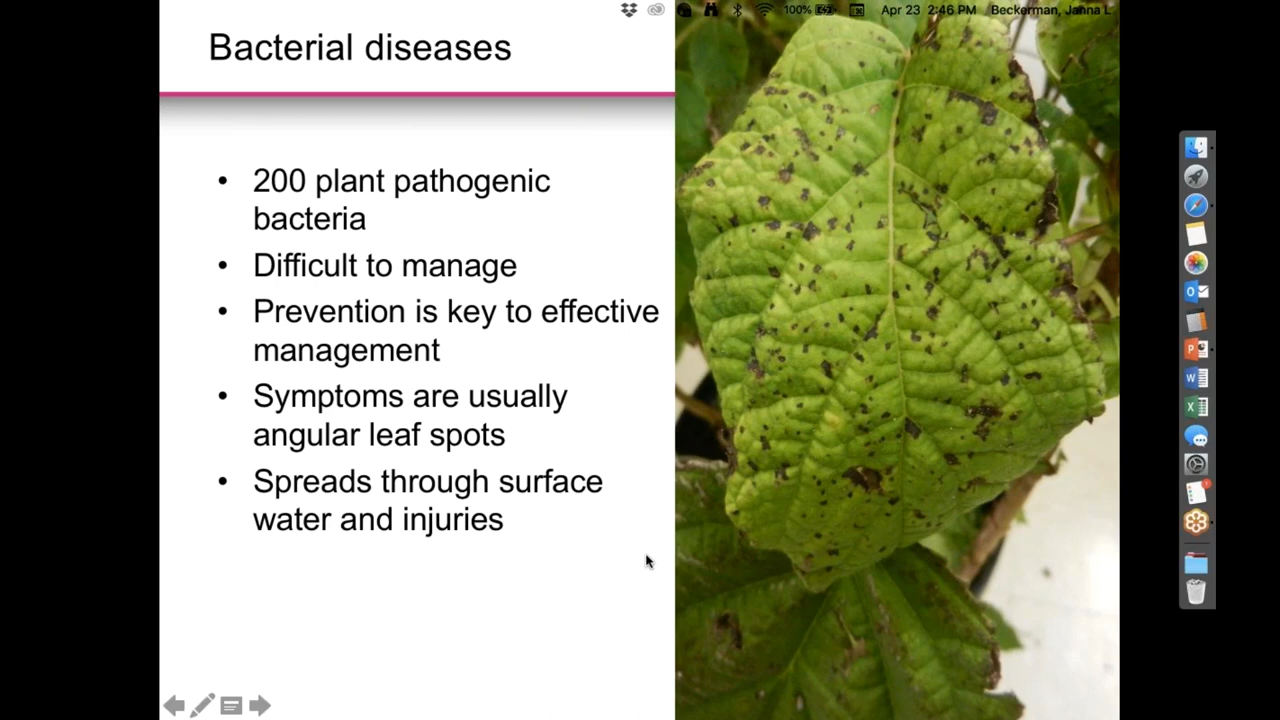 100% Apr 23 2:46 PM Beckerman, Janna L
Bacterial diseases
• 200 plant pathogenic
bacteria
• Difficult to manage
• Prevention is key to effective
management
• Symptoms are usually
angular leaf spots
• Spreads through surface
water and injuries